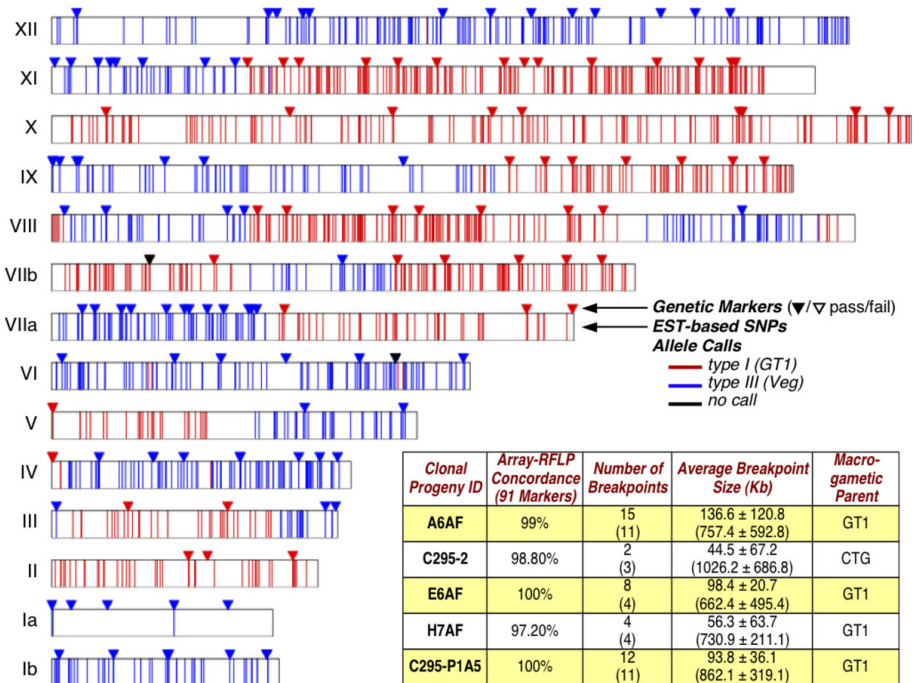 XII
XI
X
IX
VIII
VIIb
VIIa
Genetic Markers (▼/▽ pass/fail)
EST-based SNPs
Allele Calls
type I (GT1)
type III (Veg)
no call
VI
V
IV
III
II
Ia
Ib
Clonal Progeny ID | Array-RFLP Concordance (91 Markers) | Number of Breakpoints | Average Breakpoint Size (Kb) | Macro-gametic Parent
A6AF | 99% | 15 (11) | 136.6 ± 120.8 (757.4 ± 592.8) | GT1
C295-2 | 98.80% | 2 (3) | 44.5 ± 67.2 (1026.2 ± 686.8) | CTG
E6AF | 100% | 8 (4) | 98.4 ± 20.7 (662.4 ± 495.4) | GT1
H7AF | 97.20% | 4 (4) | 56.3 ± 63.7 (730.9 ± 211.1) | GT1
C295-P1A5 | 100% | 12 (11) | 93.8 ± 36.1 (862.1 ± 319.1) | GT1